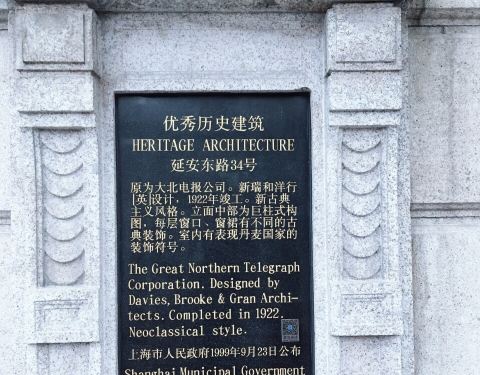 优秀历史建筑
HERITAGE ARCHITECTURE
延安东路34号
原为大北电报公司。新瑞和洋行
[英]设计，1922年竣工。新古典
主义风格。立面中部为巨柱式构
图，每层窗口、窗裙有不同的古
典装饰。室内有表现丹麦国家的
装饰符号。
The Great Northern Telegraph
Corporation. Designed by
Davies, Brooke & Gran Archi-
tects. Completed in 1922.
Neoclassical style.
上海市人民政府1999年9月23日公布
Shanghai Municipal Government